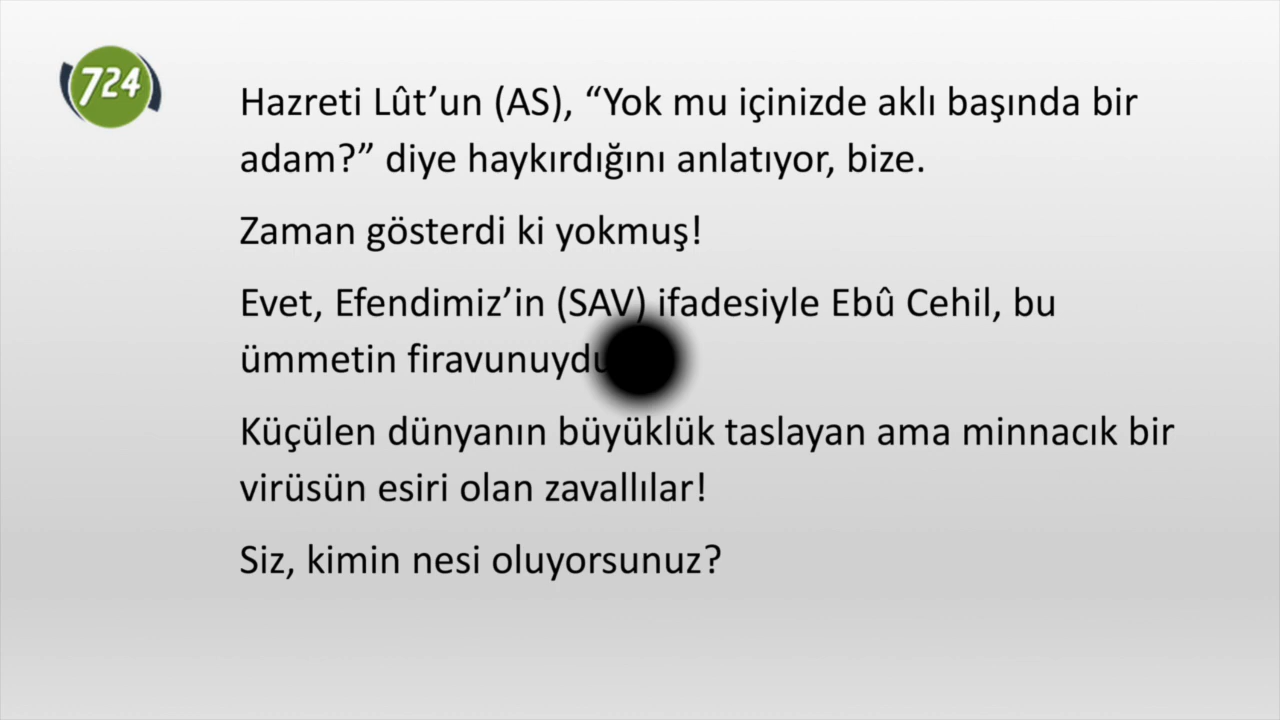 724
Hazreti Lût’un (AS), “Yok mu içinizde aklı başında bir
adam?” diye haykırdığını anlatıyor, bize.
Zaman gösterdi ki yokmuş!
Evet, Efendimiz’in (SAV) ifadesiyle Ebû Cehil, bu
ümmetin firavunuydu
Küçülen dünyanın büyüklük taslayan ama minnacık bir
virüsün esiri olan zavallılar!
Siz, kimin nesi oluyorsunuz?